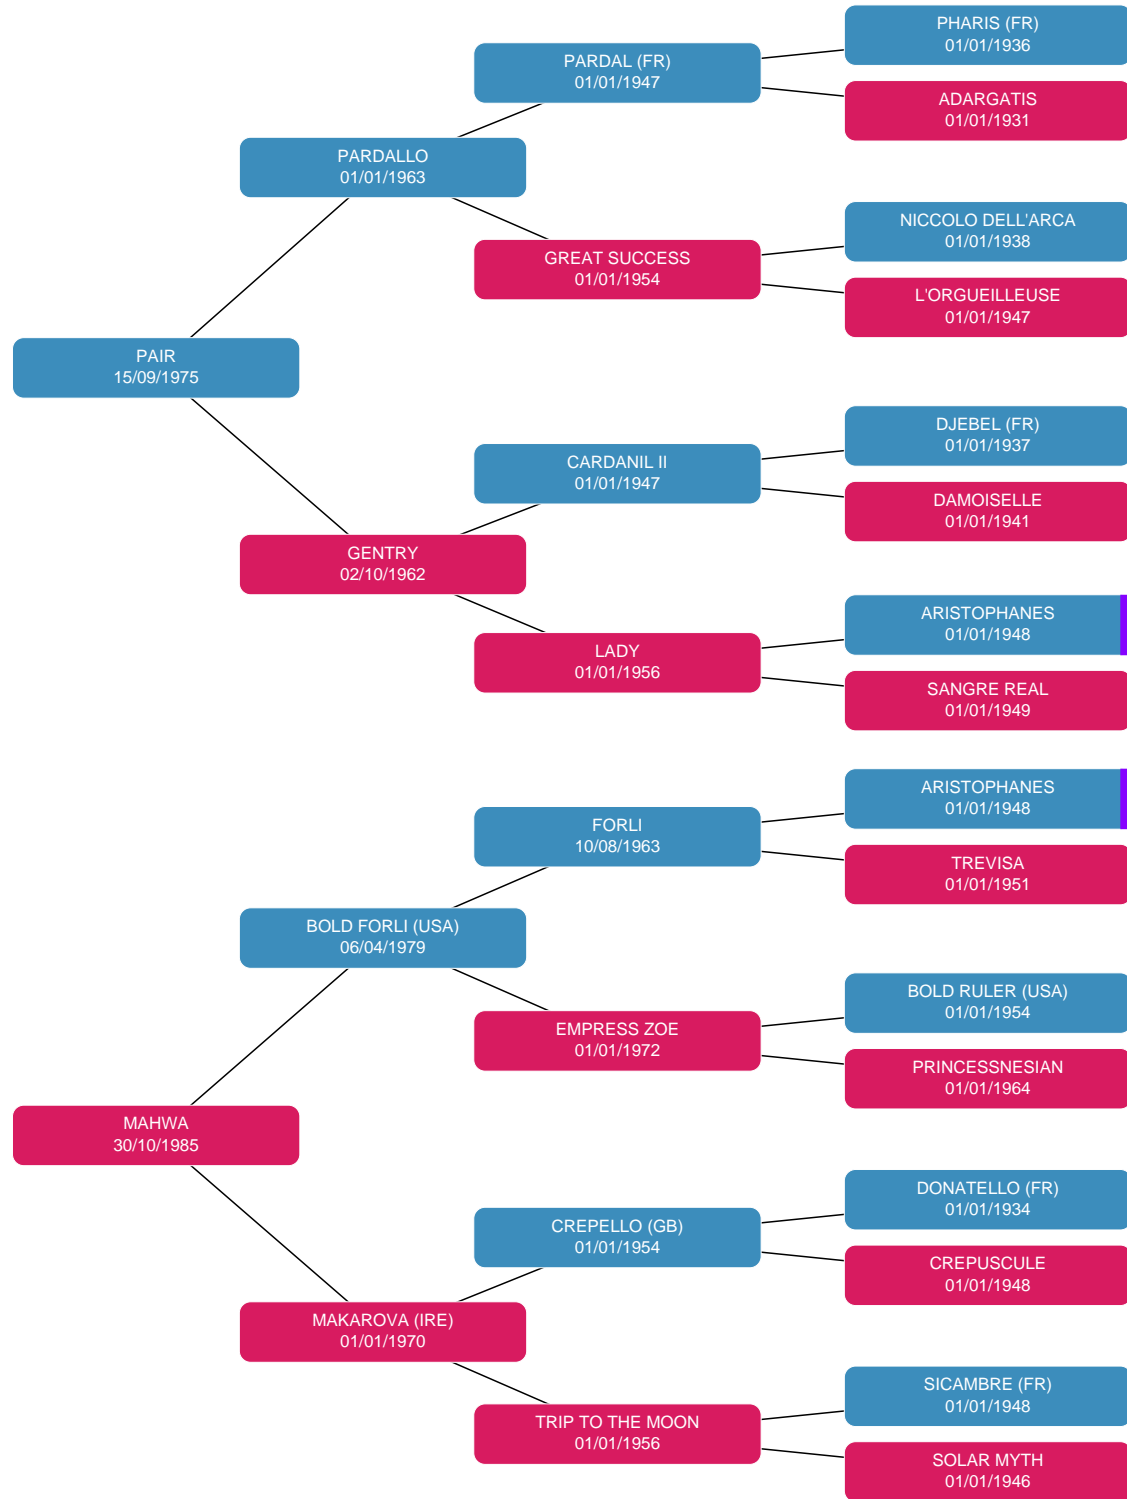 PHARIS (FR)
01/01/1936
PARDAL (FR)
01/01/1947
ADARGATIS
01/01/1931
PARDALLO
01/01/1963
NICCOLO DELL'ARCA
01/01/1938
GREAT SUCCESS
01/01/1954
L'ORGUEILLEUSE
01/01/1947
PAIR
15/09/1975
DJEBEL (FR)
01/01/1937
CARDANIL II
01/01/1947
DAMOISELLE
01/01/1941
GENTRY
02/10/1962
ARISTOPHANES
01/01/1948
LADY
01/01/1956
SANGRE REAL
01/01/1949
ARISTOPHANES
01/01/1948
FORLI
10/08/1963
TREVISA
01/01/1951
BOLD FORLI (USA)
06/04/1979
BOLD RULER (USA)
01/01/1954
EMPRESS ZOE
01/01/1972
PRINCESSNESIAN
01/01/1964
MAHWA
30/10/1985
DONATELLO (FR)
01/01/1934
CREPELLO (GB)
01/01/1954
CREPUSCULE
01/01/1948
MAKAROVA (IRE)
01/01/1970
SICAMBRE (FR)
01/01/1948
TRIP TO THE MOON
01/01/1956
SOLAR MYTH
01/01/1946